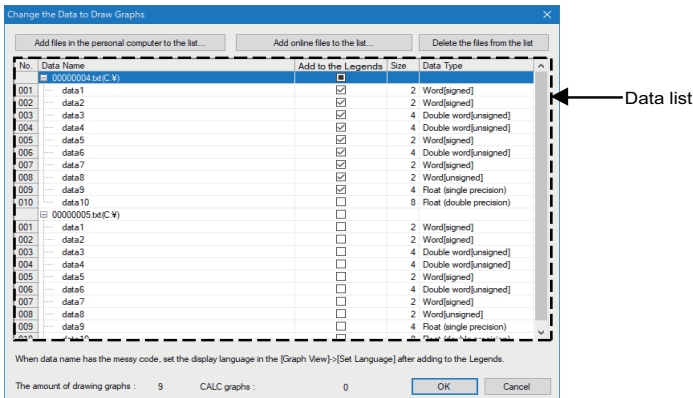 Change the Data to Draw Graphs
Add files in the personal computer to the list... Add online files to the list... Delete the files from the list
No. Data Name Add to the Legends Size Data Type
00000004.txt(C:¥)
001 data1 2 Word[signed]
002 data2 2 Word[signed]
003 data3 4 Double word[unsigned]
004 data4 4 Double word[unsigned]
005 data5 2 Word[signed]
006 data6 4 Double word[unsigned]
007 data7 2 Word[signed]
008 data8 2 Word[unsigned]
009 data9 4 Float (single precision)
010 data10 8 Float (double precision)
00000005.txt(C:¥)
001 data1 2 Word[signed]
002 data2 2 Word[signed]
003 data3 4 Double word[unsigned]
004 data4 4 Double word[unsigned]
005 data5 2 Word[signed]
006 data6 4 Double word[unsigned]
007 data7 2 Word[signed]
008 data8 2 Word[unsigned]
009 data9 4 Float (single precision)
Data list
When data name has the messy code, set the display language in the [Graph View]->[Set Language] after adding to the Legends.
The amount of drawing graphs : 9 CALC graphs : 0 OK Cancel